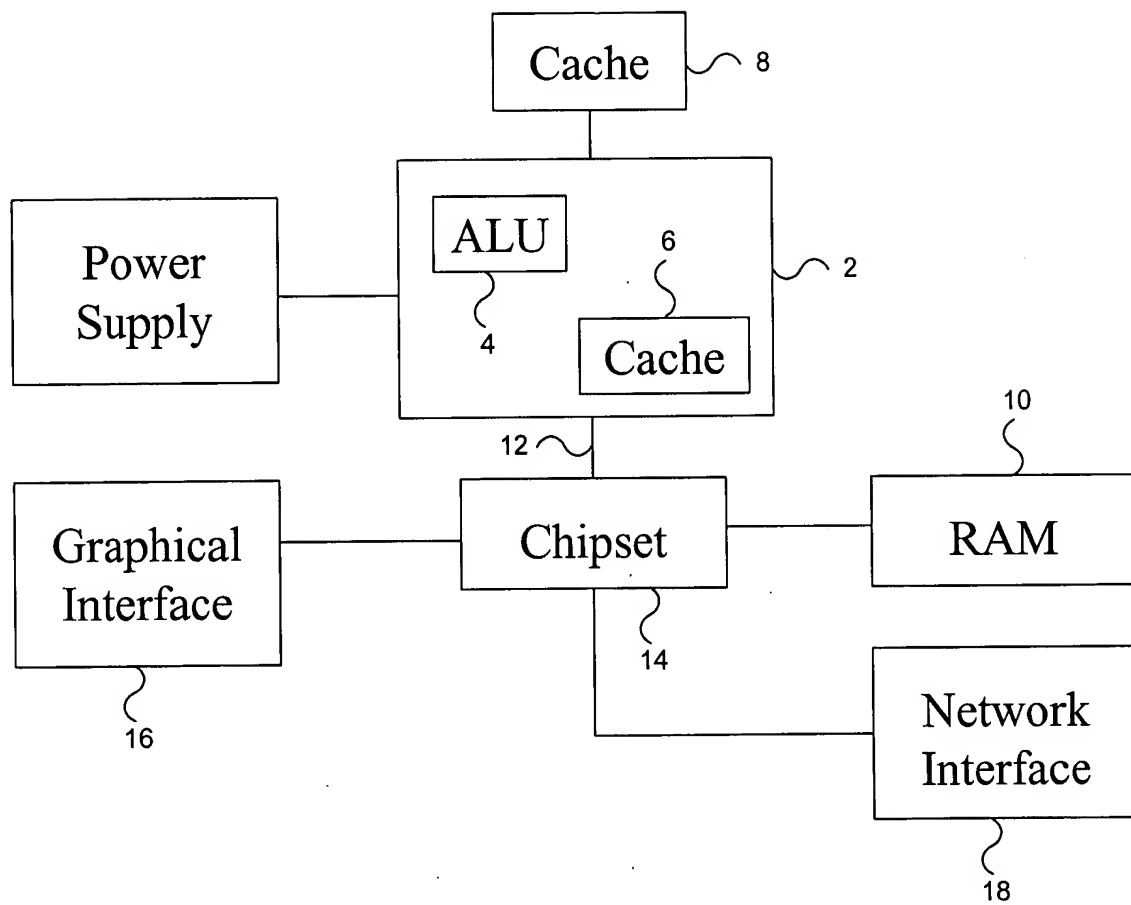 Cache
8
ALU
6
2
Power
Supply
4
Cache
12
10
Graphical
Interface
Chipset
RAM
14
16
Network
Interface
18